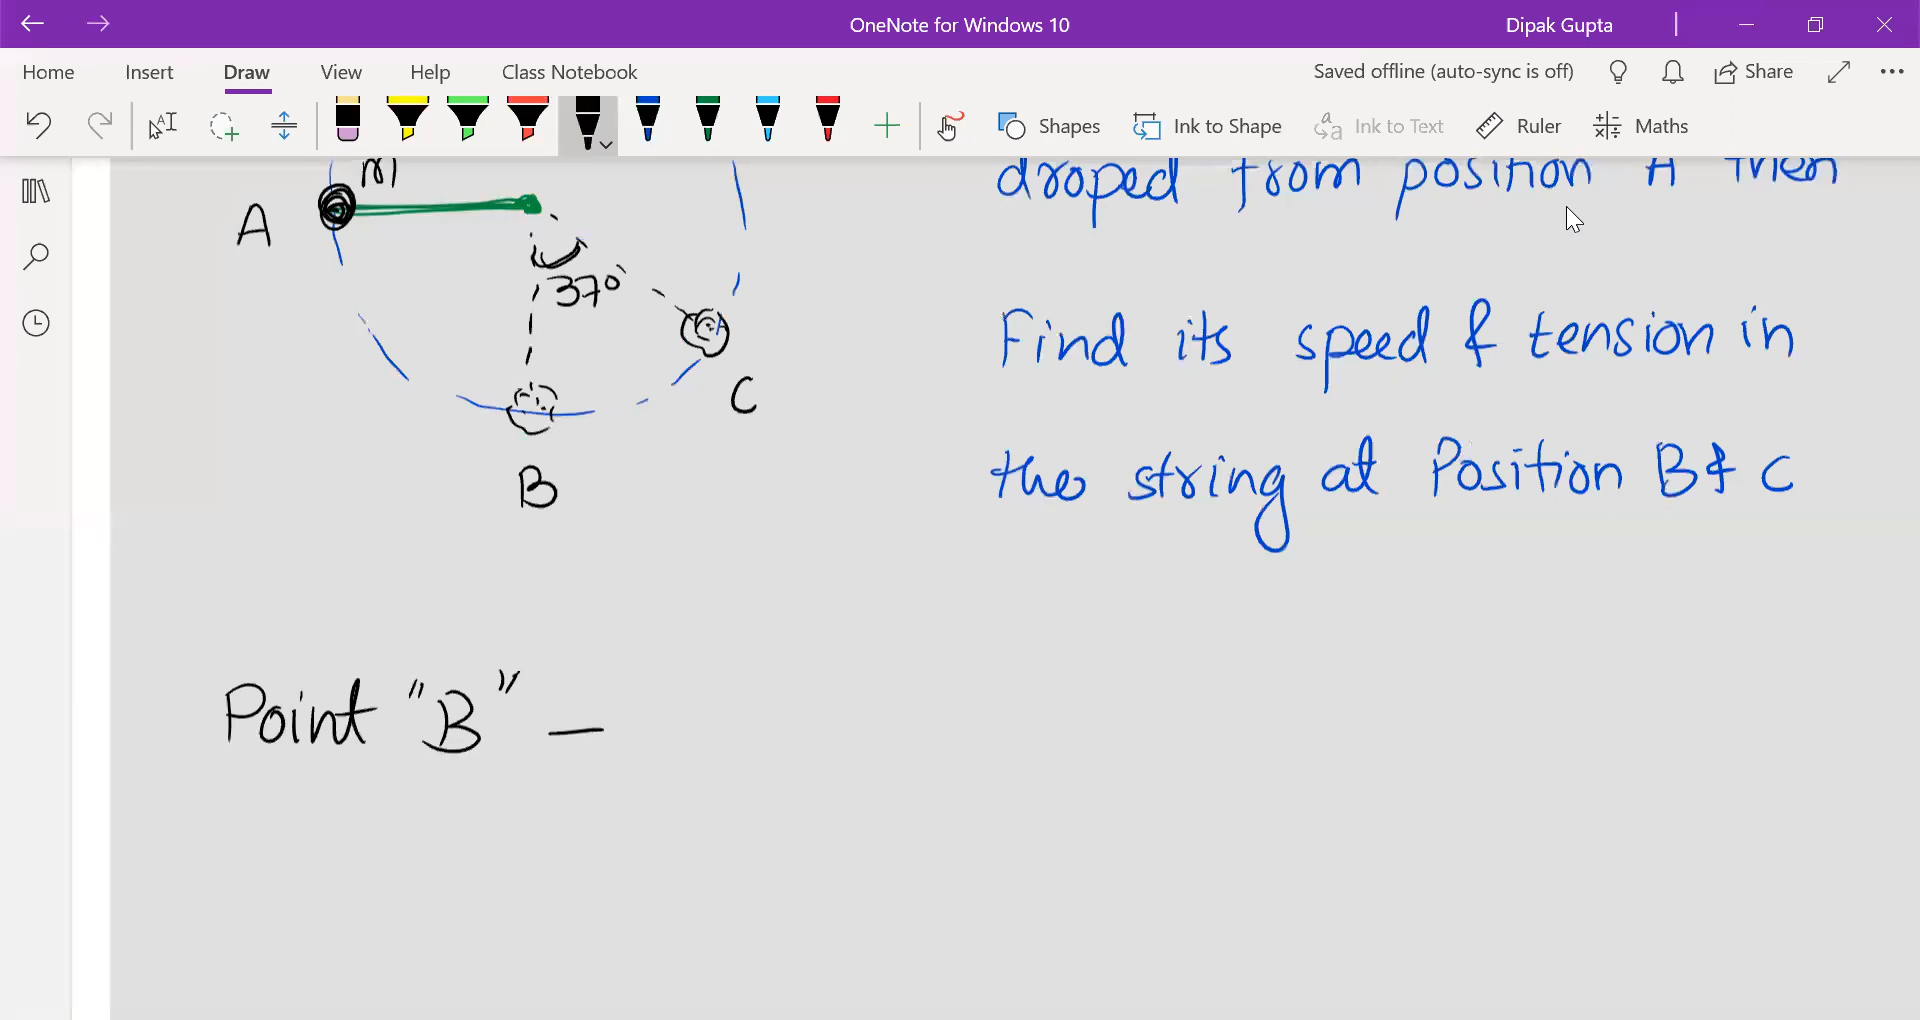 OneNote for Windows 10
Dipak Gupta
Home Insert Draw View Help Class Notebook
Saved offline (auto-sync is off) Share
Shapes Ink to Shape Ink to Text Ruler Maths
m
A
37°
C
B
droped from position A then
Find its speed & tension in
the string at Position B & C
Point "B" —